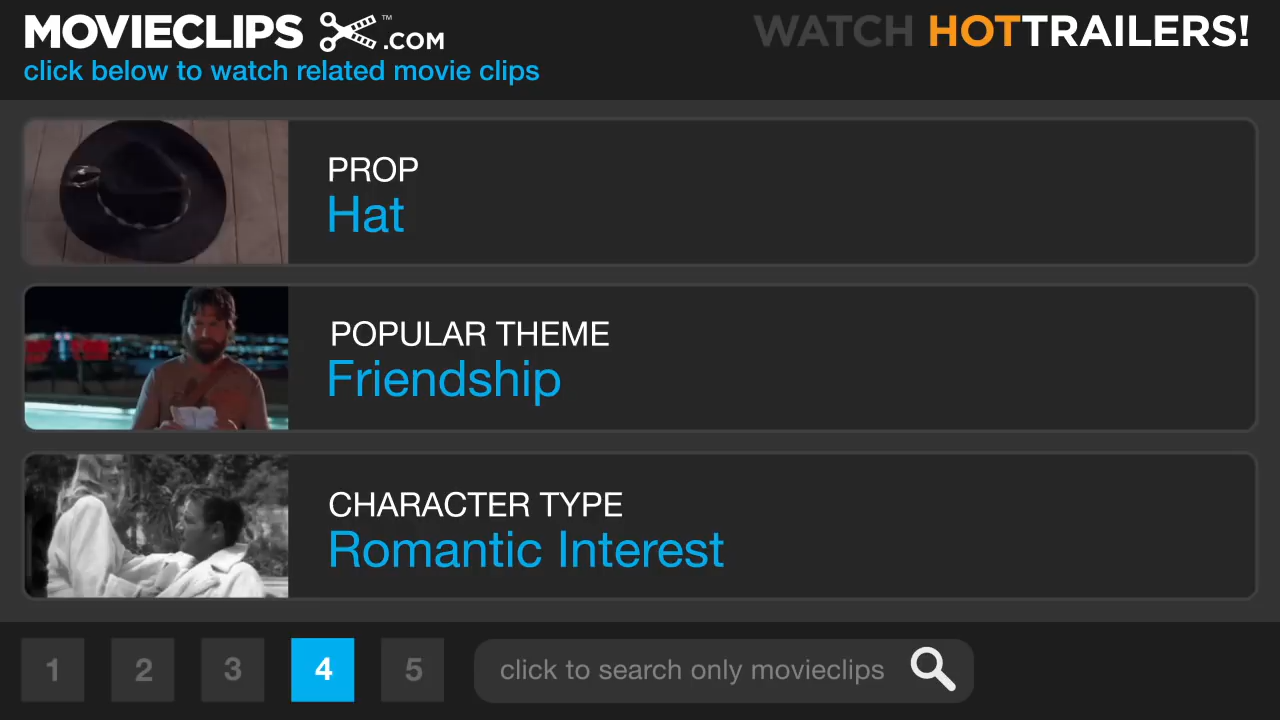 MOVIECLIPS ™ .COM
WATCH HOTTRAILERS!
click below to watch related movie clips
PROP
Hat
POPULAR THEME
Friendship
CHARACTER TYPE
Romantic Interest
1 2 3 4 5 click to search only movieclips